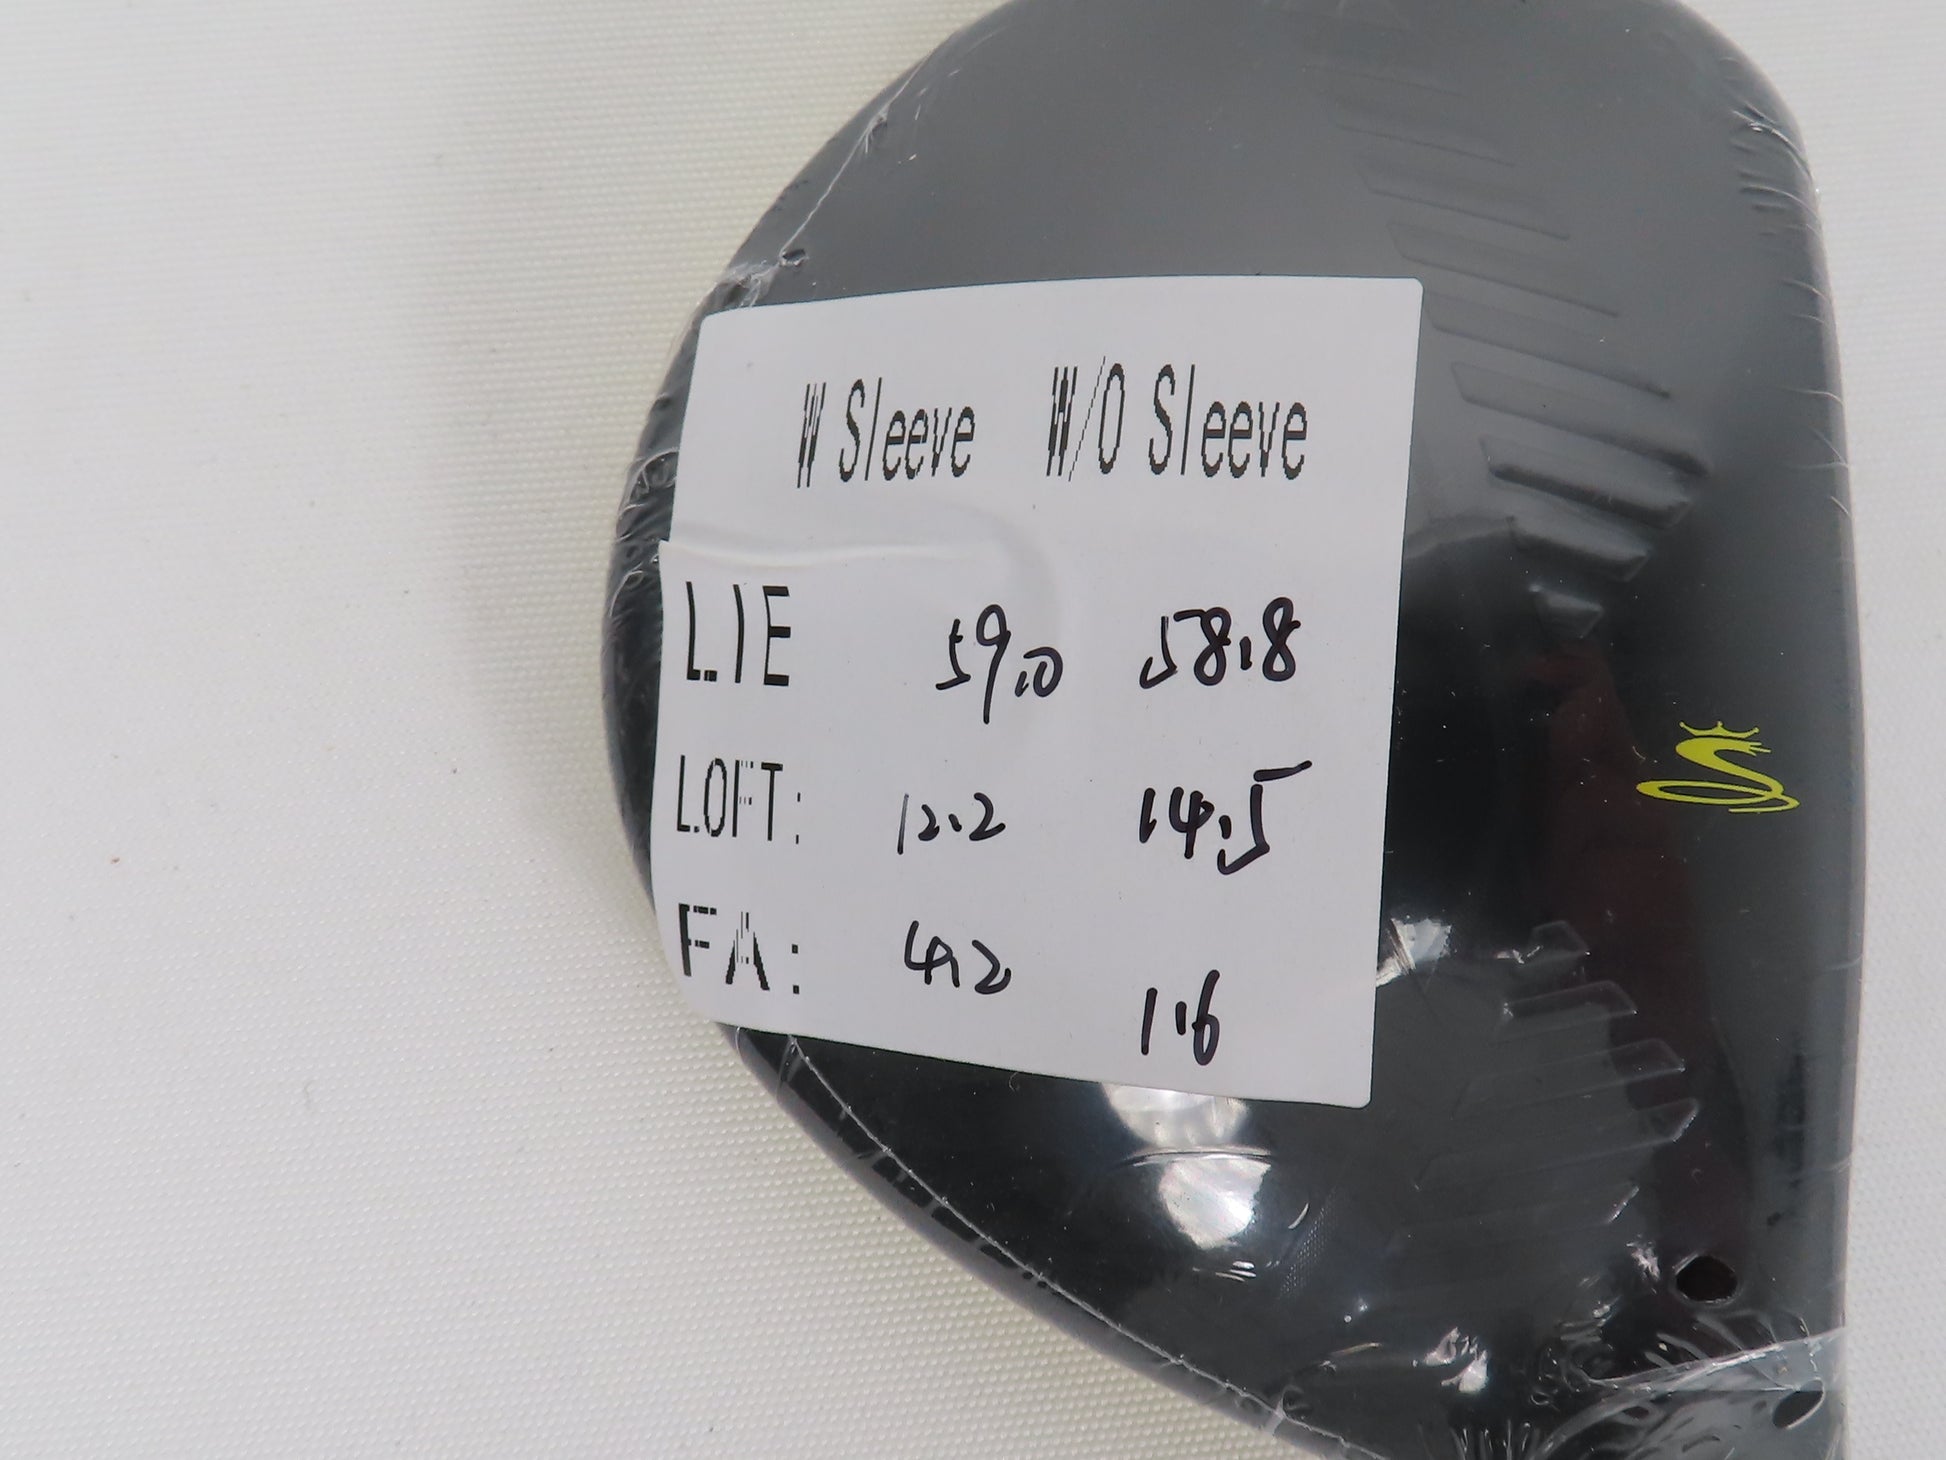 W Sleeve W/O Sleeve
LIE 59.0 58.8
LOFT: 12.2 14.5
FA: 4.2 1.6